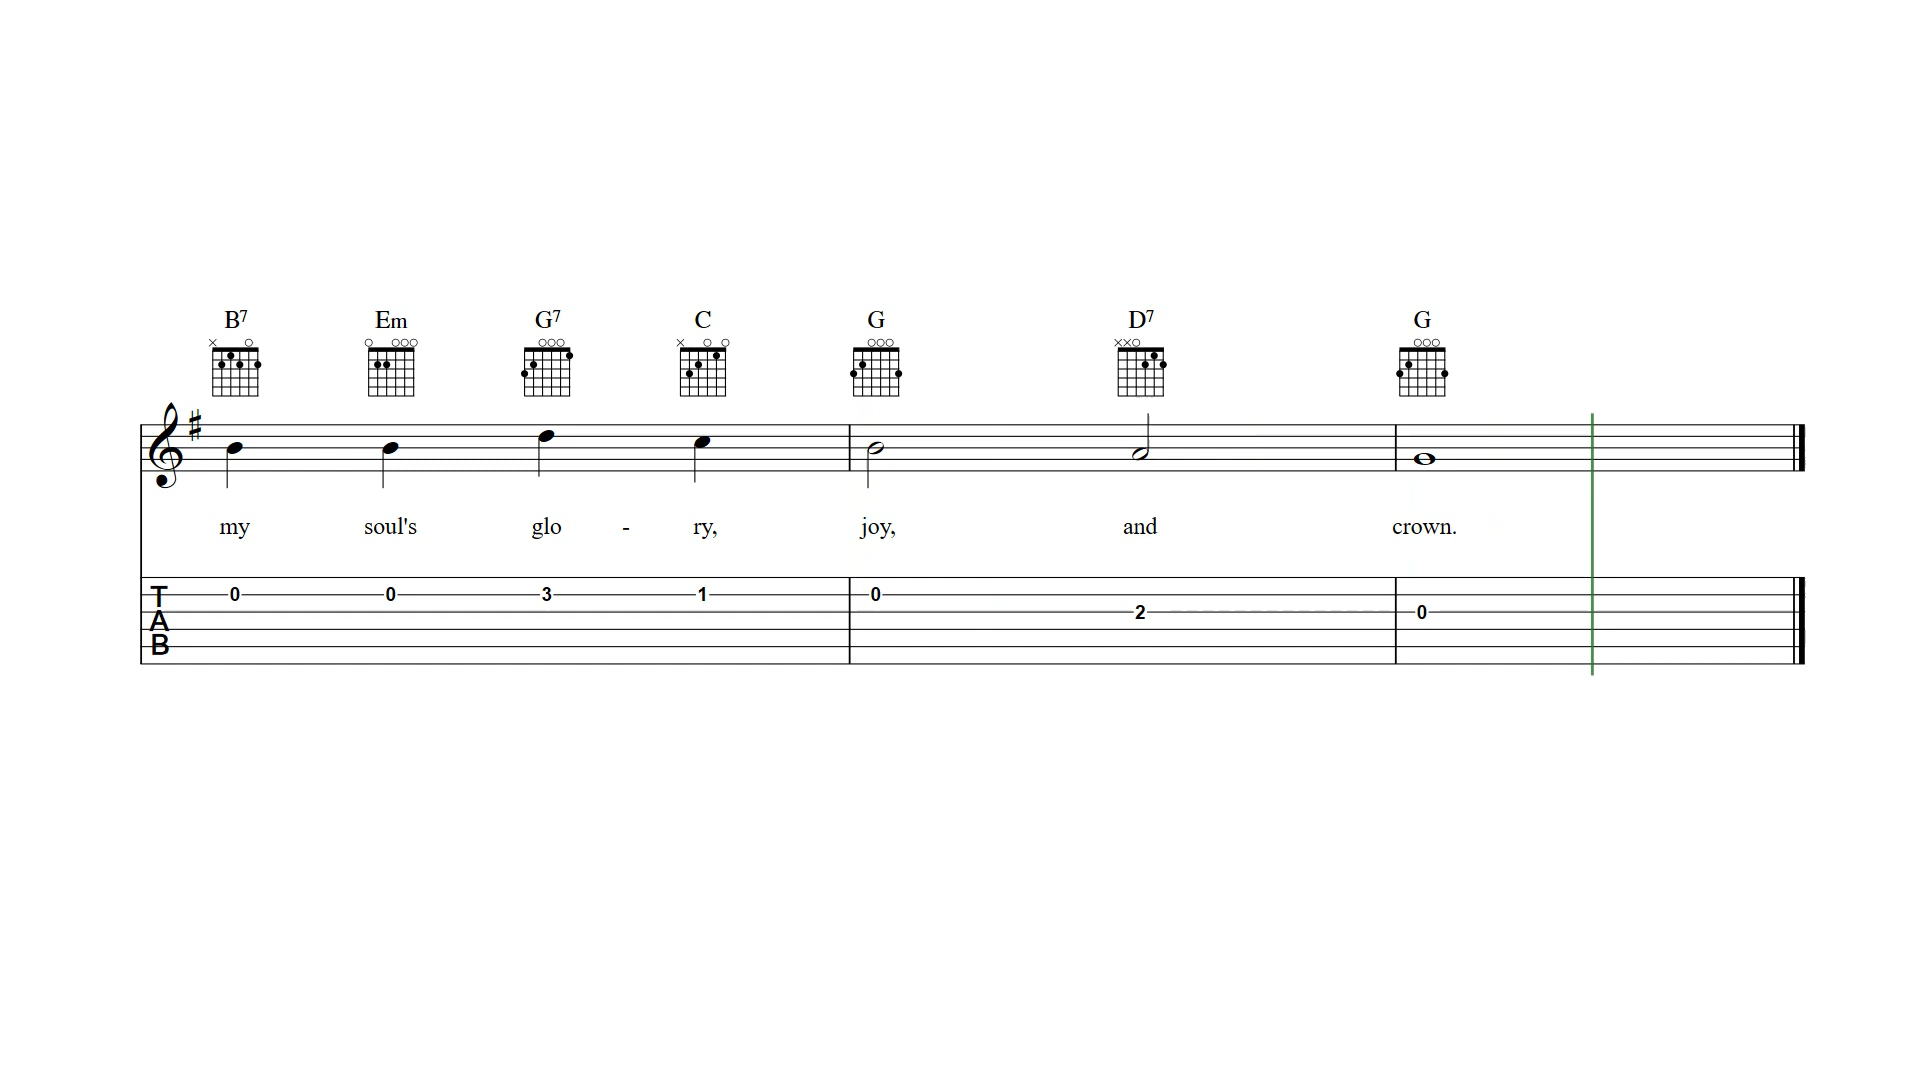 B7 Em G7 C G D7 G
my soul's glo - ry, joy, and crown.
0 0 3 1 0 2 0
T
A
B